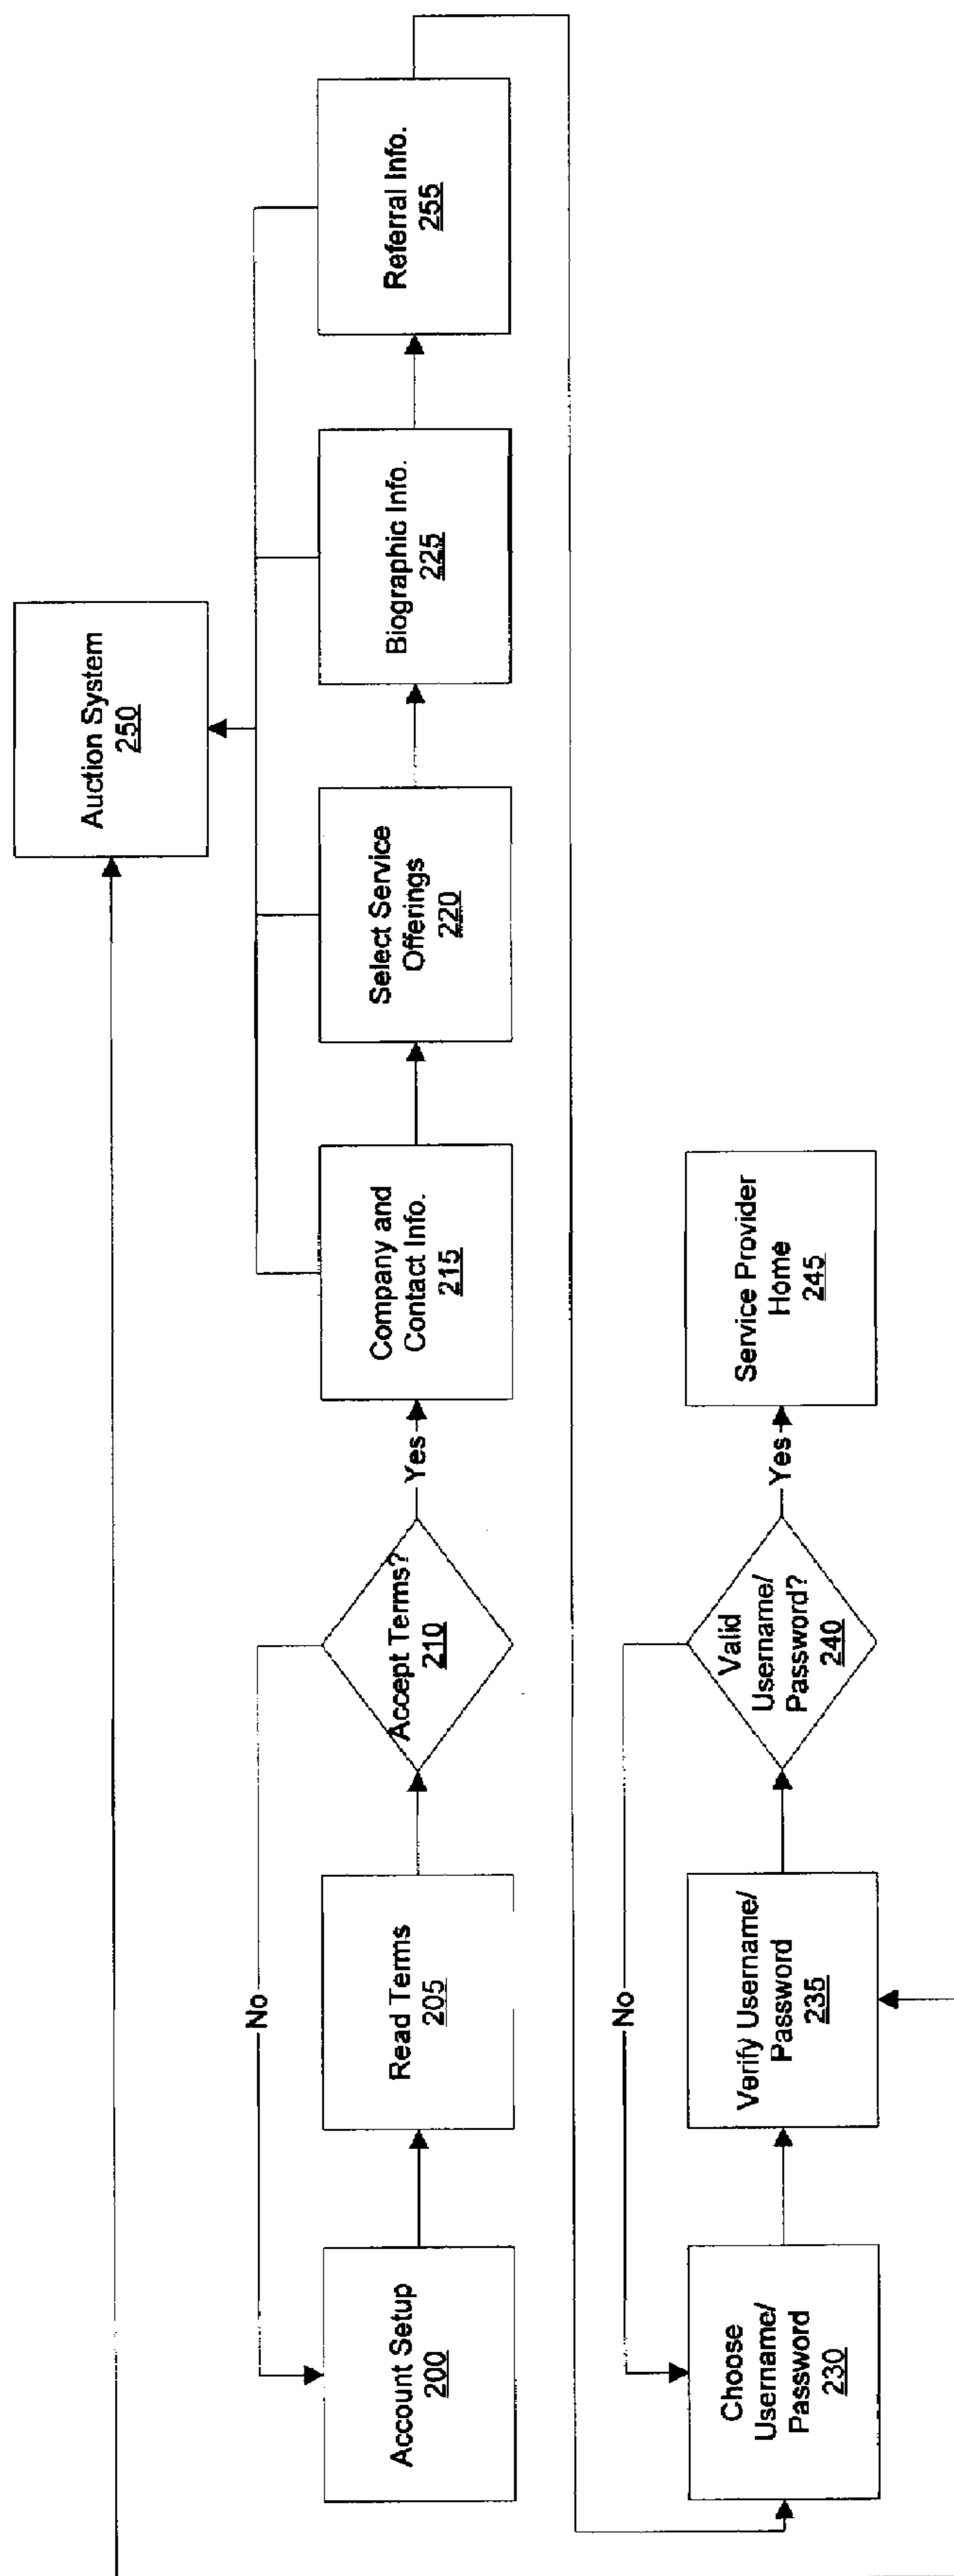 Auction System
250
Account Setup
200
Read Terms
205
No
Accept Terms?
210
Yes
Company and
Contact Info.
215
Select Service
Offerings
220
Biographic Info.
225
Referral Info.
255
Choose
Username/
Password
230
Verify Username/
Password
235
No
Valid
Username/
Password?
240
Yes
Service Provider
Home
245